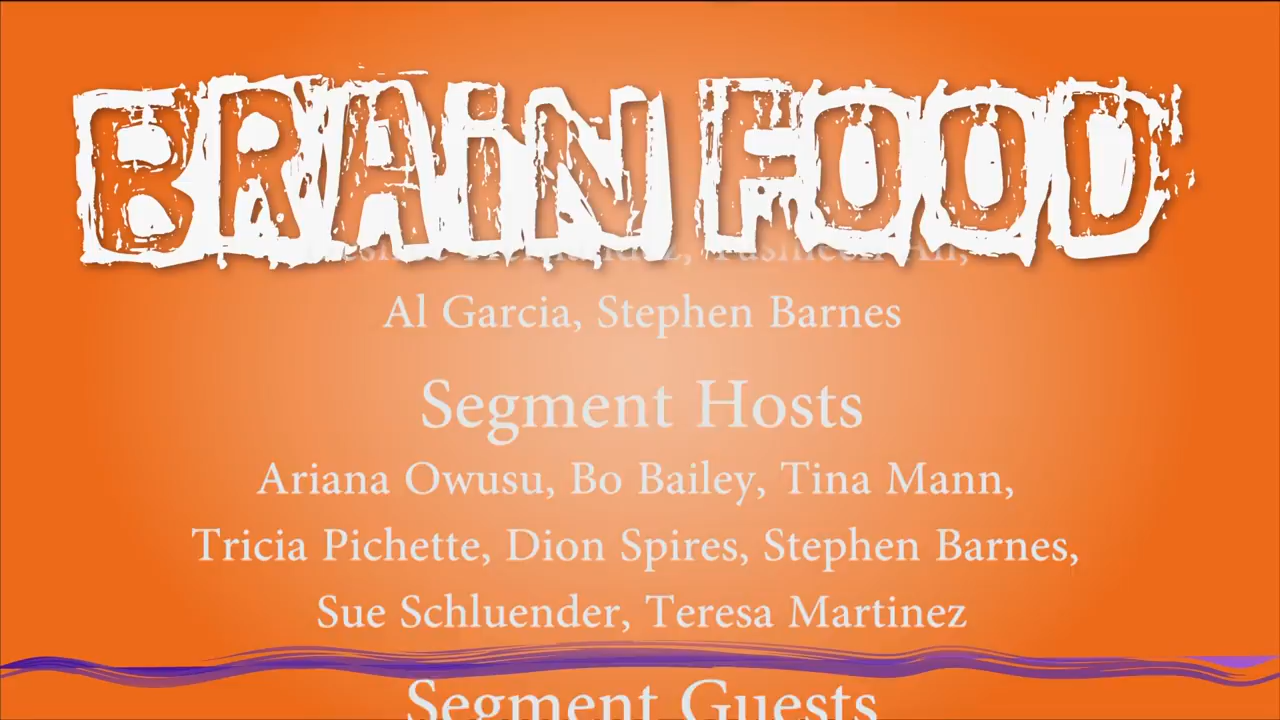 BRAIN FOOD
Al Garcia, Stephen Barnes
Segment Hosts
Ariana Owusu, Bo Bailey, Tina Mann,
Tricia Pichette, Dion Spires, Stephen Barnes,
Sue Schluender, Teresa Martinez
Segment Guests